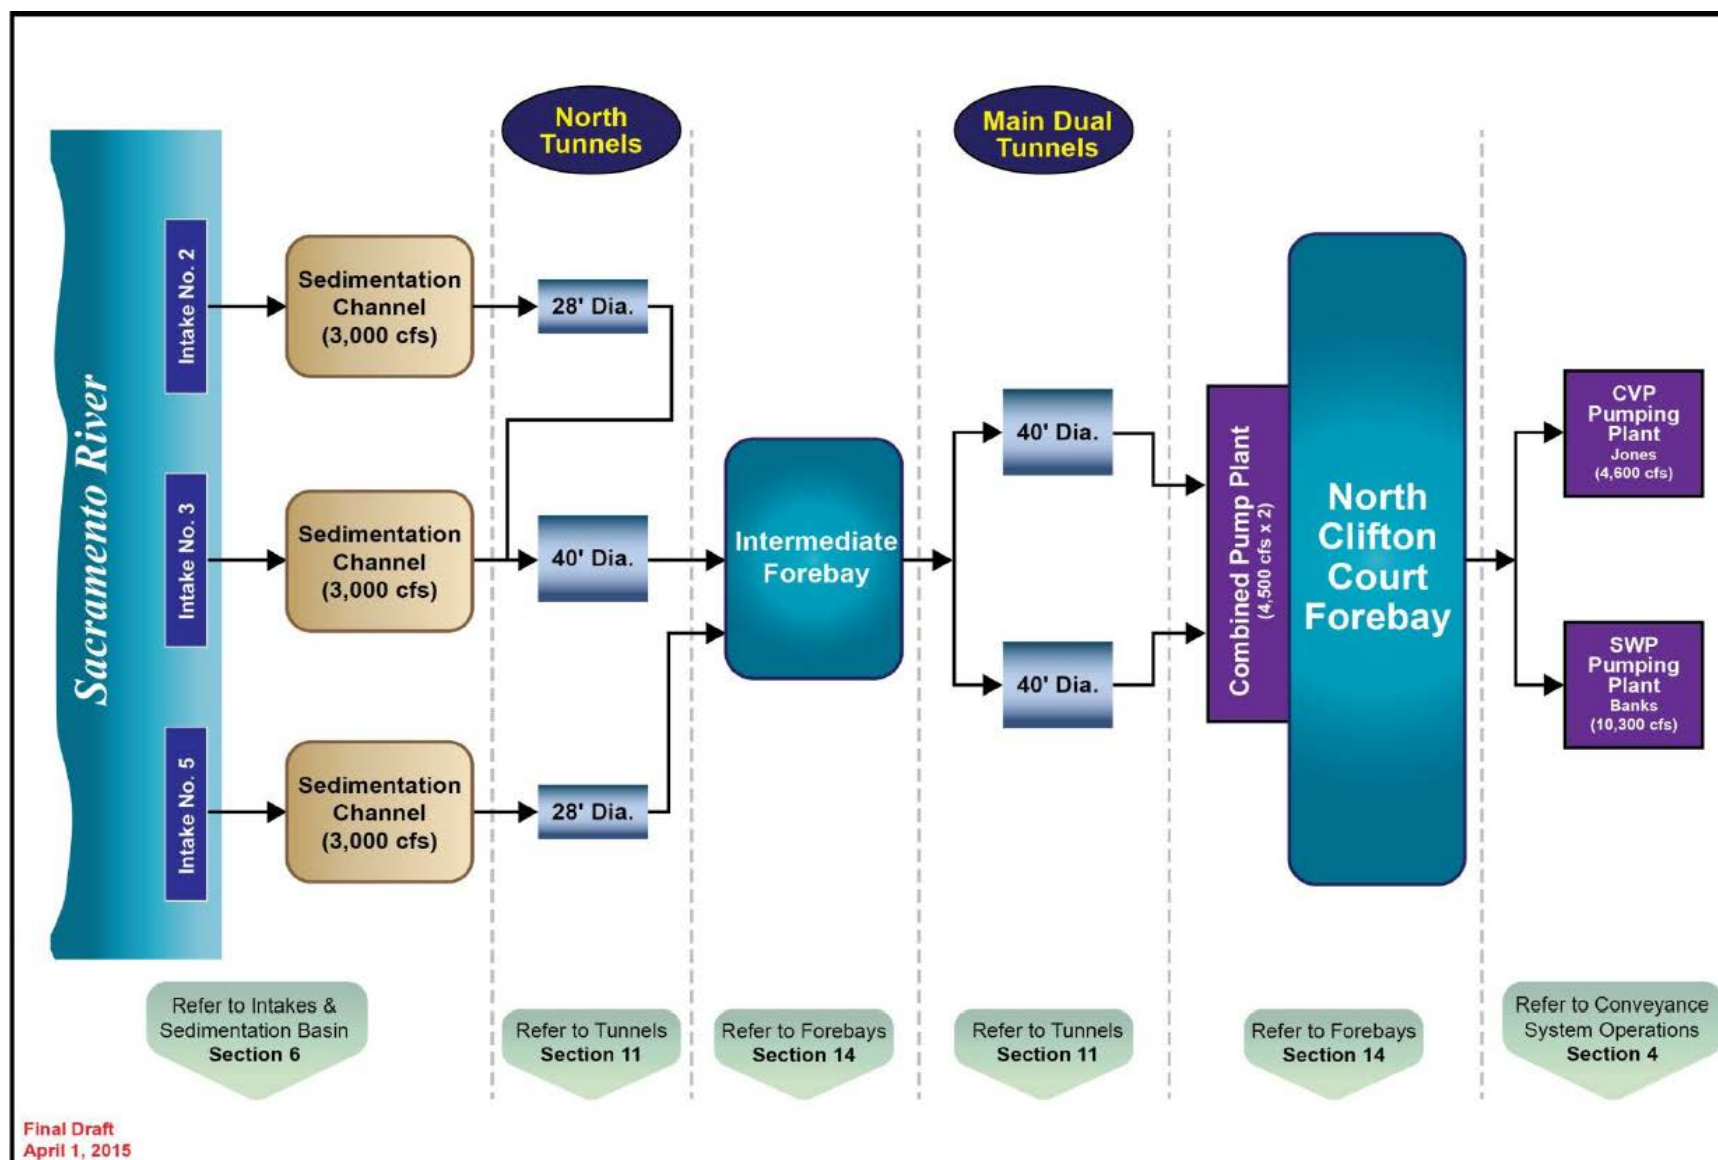 North
Tunnels
Main Dual
Tunnels
Sacramento River
Intake No. 2
Sedimentation
Channel
(3,000 cfs)
28' Dia.
Intake No. 3
Sedimentation
Channel
(3,000 cfs)
40' Dia.
Intake No. 5
Sedimentation
Channel
(3,000 cfs)
28' Dia.
Intermediate
Forebay
40' Dia.
40' Dia.
Combined Pump Plant
(4,500 cfs x 2)
North
Clifton
Court
Forebay
CVP
Pumping
Plant
Jones
(4,600 cfs)
SWP
Pumping
Plant
Banks
(10,300 cfs)
Refer to Intakes &
Sedimentation Basin
Section 6
Refer to Tunnels
Section 11
Refer to Forebays
Section 14
Refer to Tunnels
Section 11
Refer to Forebays
Section 14
Refer to Conveyance
System Operations
Section 4
Final Draft
April 1, 2015